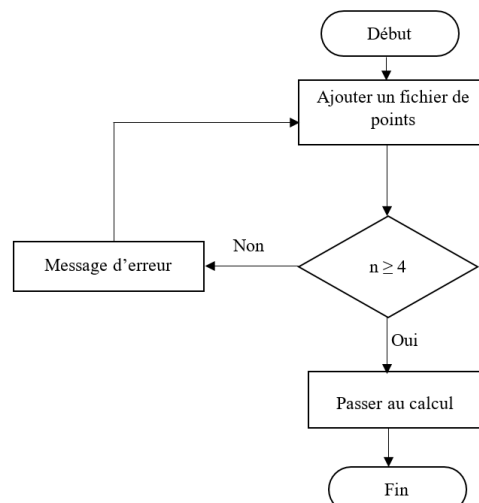 Début
Ajouter un fichier de
points
Non
Message d’erreur
n ≥ 4
Oui
Passer au calcul
Fin